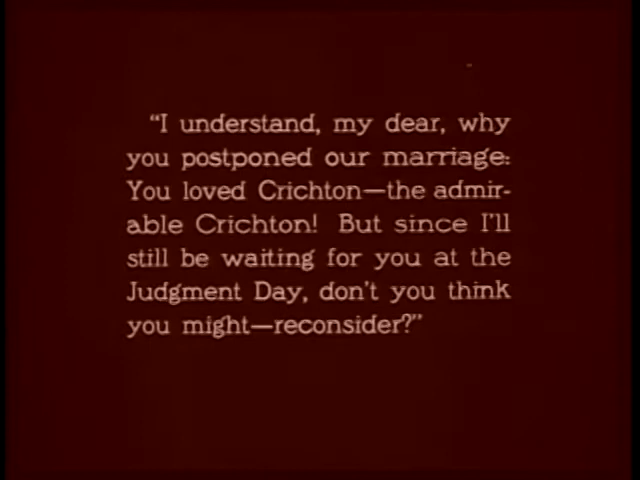 “I understand, my dear, why
you postponed our marriage:
You loved Crichton—the admir-
able Crichton! But since I'll
still be waiting for you at the
Judgment Day, don't you think
you might—reconsider?”